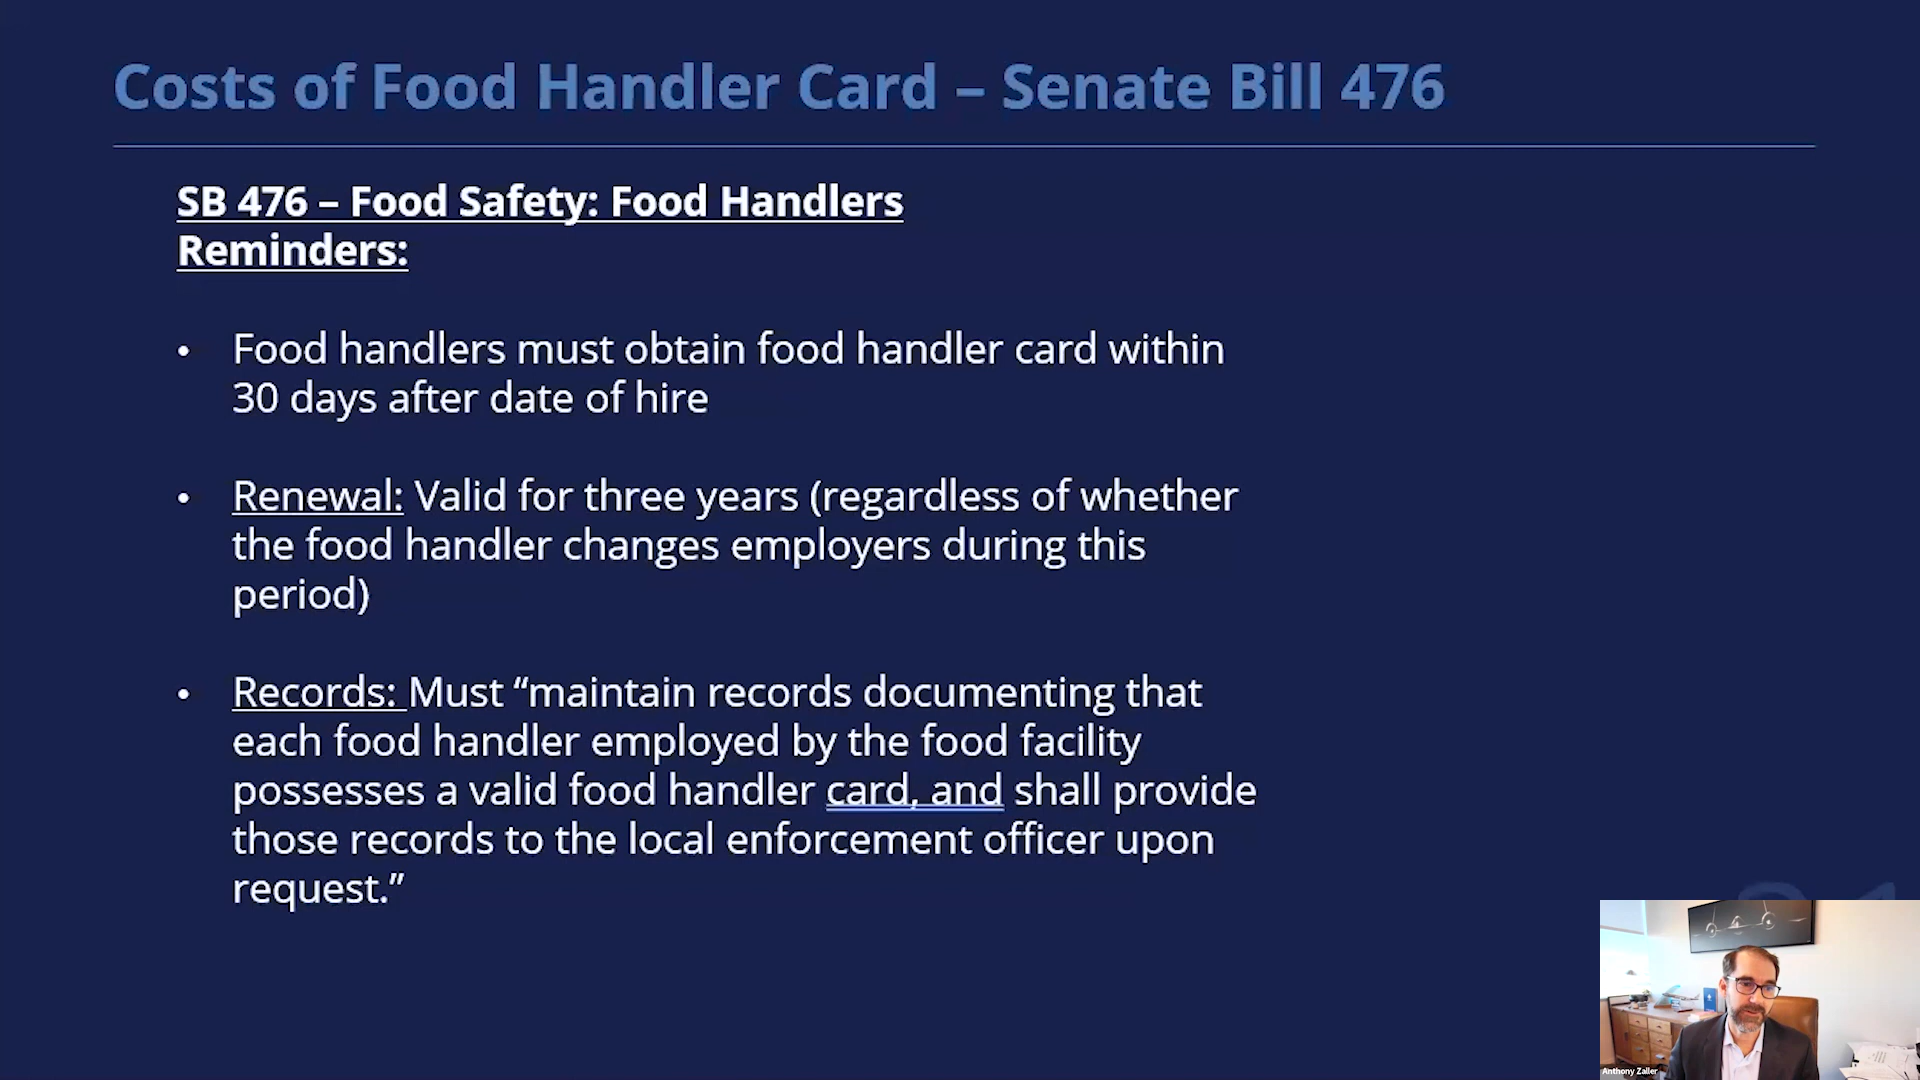 Costs of Food Handler Card – Senate Bill 476
SB 476 – Food Safety: Food Handlers
Reminders:
• Food handlers must obtain food handler card within
30 days after date of hire
• Renewal: Valid for three years (regardless of whether
the food handler changes employers during this
period)
• Records: Must “maintain records documenting that
each food handler employed by the food facility
possesses a valid food handler card, and shall provide
those records to the local enforcement officer upon
request.”
Anthony Zaller